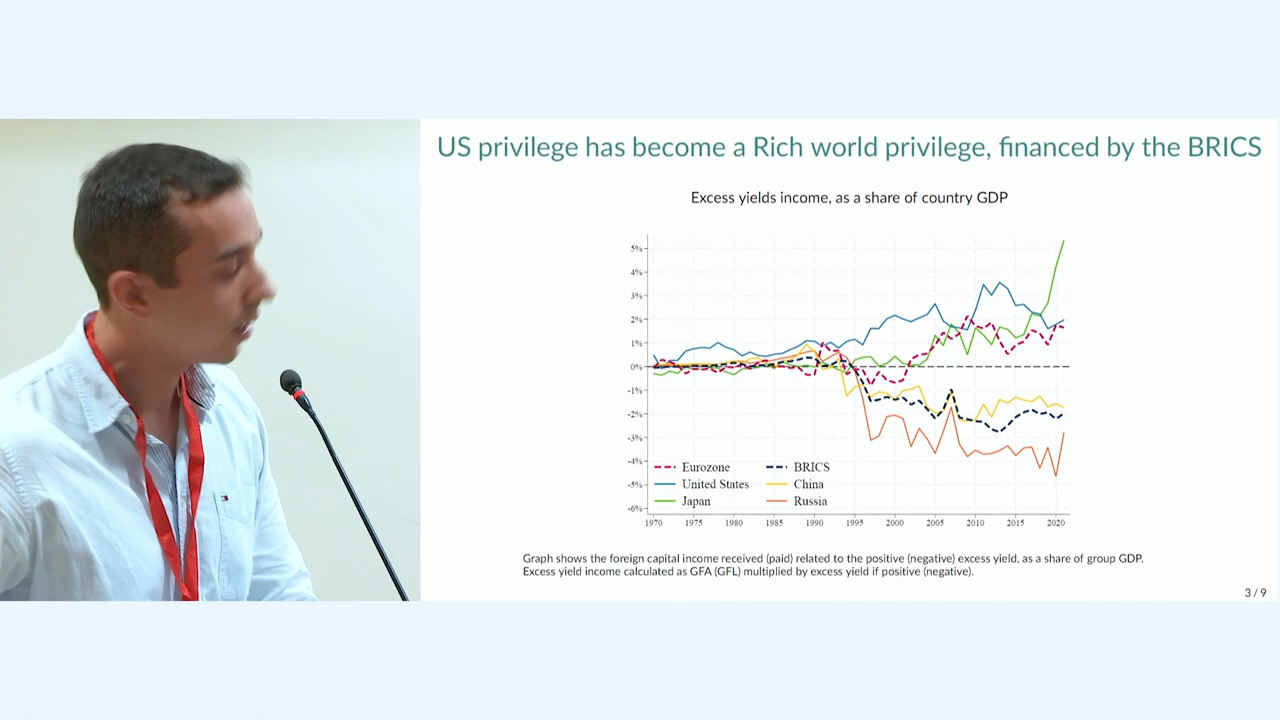 US privilege has become a Rich world privilege, financed by the BRICS
Excess yields income, as a share of country GDP
5%
4%
3%
2%
1%
0%
-1%
-2%
-3%
-4%
-5%
-6%
Eurozone BRICS
United States China
Japan Russia
1970 1975 1980 1985 1990 1995 2000 2005 2010 2015 2020
Graph shows the foreign capital income received (paid) related to the positive (negative) excess yield, as a share of group GDP.
Excess yield income calculated as GFA (GFL) multiplied by excess yield if positive (negative).
3 / 9